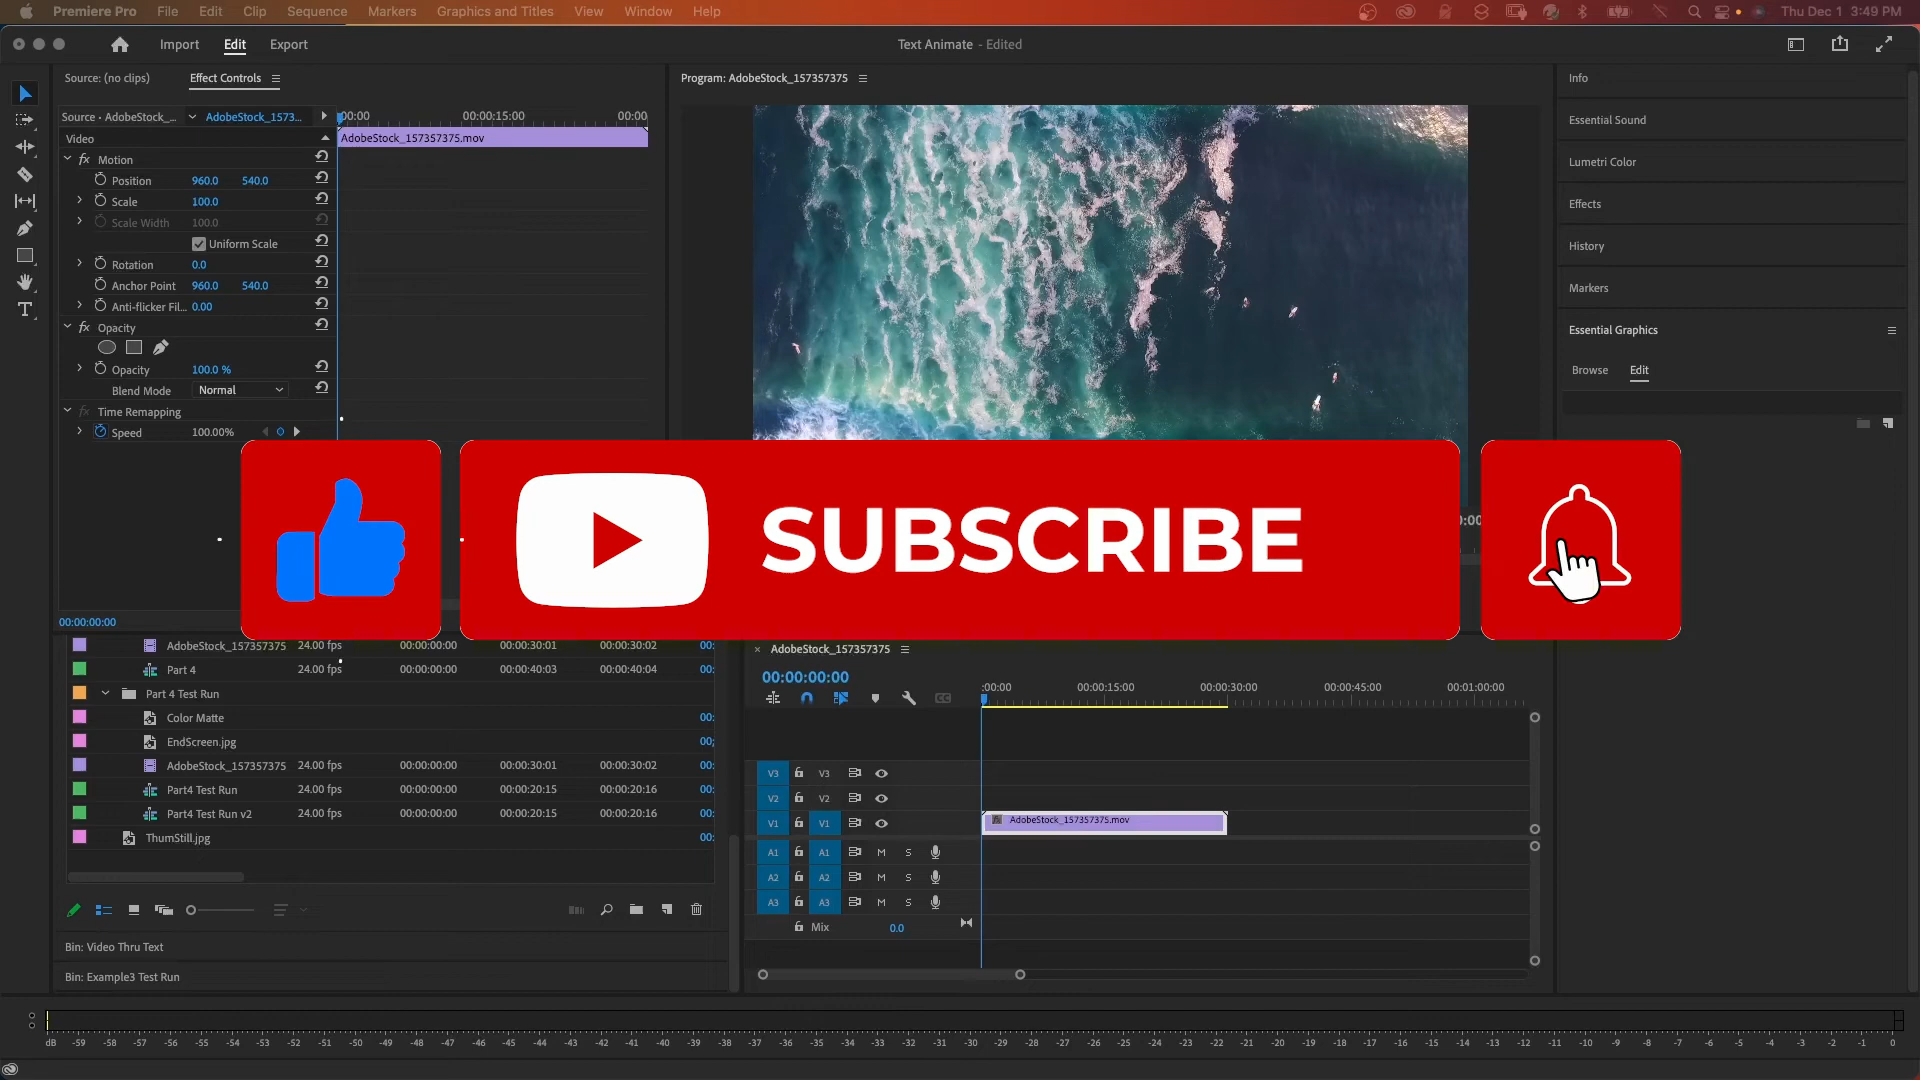 Premiere Pro File Edit Clip Sequence Markers Graphics and Titles View Window Help Thu Dec 1 3:49 PM
Import Edit Export Text Animate - Edited
Source: (no clips) Effect Controls Program: AdobeStock_157357375 Info
Source • AdobeStock_... AdobeStock_1573... :00:00 00:00:15:00 00:00
Essential Sound
Video AdobeStock_157357375.mov
fx Motion
Lumetri Color
Position 960.0 540.0
Scale 100.0
Effects
Scale Width 100.0
Uniform Scale
History
Rotation 0.0
Anchor Point 960.0 540.0
Markers
Anti-flicker Fil... 0.00
fx Opacity
Essential Graphics
Opacity 100.0 %
Browse Edit
Blend Mode Normal
fx Time Remapping
Speed 100.00%
SUBSCRIBE
00:00:00:00
AdobeStock_157357375 24.00 fps 00:00:00:00 00:00:30:01 00:00:30:02 00:
AdobeStock_157357375
Part 4 24.00 fps 00:00:00:00 00:00:40:03 00:00:40:04 00:
00:00:00:00
:00:00 00:00:15:00 00:00:30:00 00:00:45:00 00:01:00:00
Part 4 Test Run
Color Matte 00:
EndScreen.jpg 00;
AdobeStock_157357375 24.00 fps 00:00:00:00 00:00:30:01 00:00:30:02 00:
Part4 Test Run 24.00 fps 00:00:00:00 00:00:20:15 00:00:20:16 00:
Part4 Test Run v2 24.00 fps 00:00:00:00 00:00:20:15 00:00:20:16 00:
ThumStill.jpg 00:
V3 V3
V2 V2
V1 V1 AdobeStock_157357375.mov
A1 A1 M S
A2 A2 M S
A3 A3 M S
Mix 0.0
Bin: Video Thru Text
Bin: Example3 Test Run
dB -59 -58 -57 -56 -55 -54 -53 -52 -51 -50 -49 -48 -47 -46 -45 -44 -43 -42 -41 -40 -39 -38 -37 -36 -35 -34 -33 -32 -31 -30 -29 -28 -27 -26 -25 -24 -23 -22 -21 -20 -19 -18 -17 -16 -15 -14 -13 -12 -11 -10 -9 -8 -7 -6 -5 -4 -3 -2 -1 0